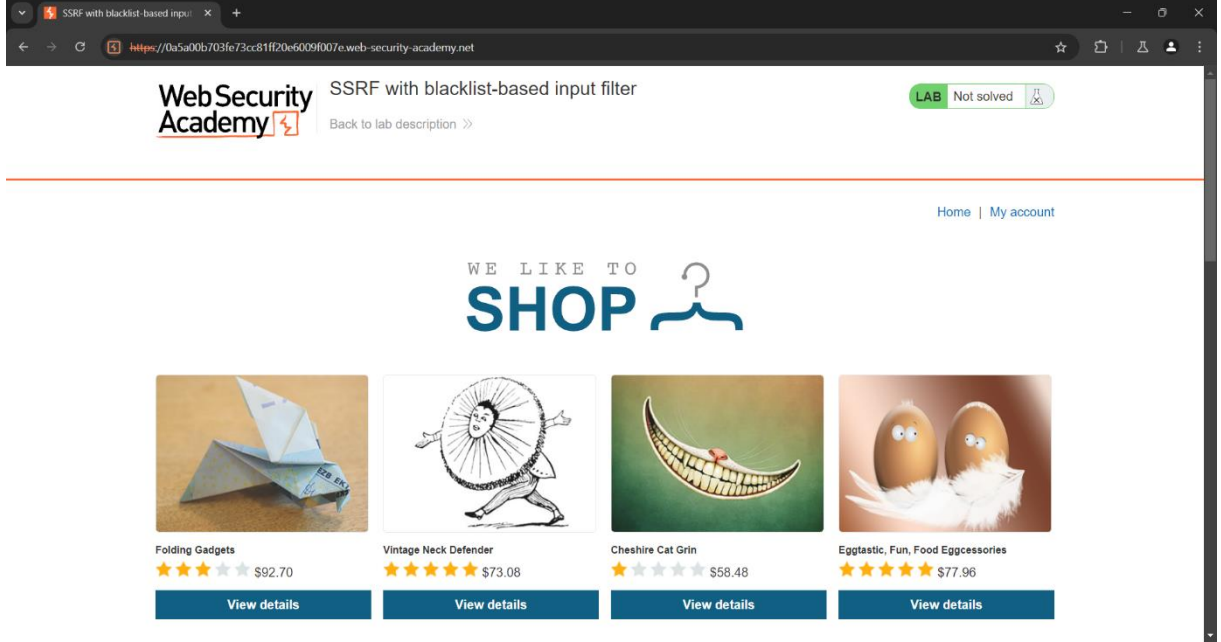 SSRF with blacklist-based input
https://0a5a00b703fe73cc81ff20e6009f007e.web-security-academy.net
WebSecurity
Academy
SSRF with blacklist-based input filter
Back to lab description
LAB Not solved
Home | My account
WE LIKE TO
SHOP
EZB EK
Folding Gadgets
Vintage Neck Defender
Cheshire Cat Grin
Eggtastic, Fun, Food Eggcessories
$92.70
$73.08
$58.48
$77.96
View details
View details
View details
View details